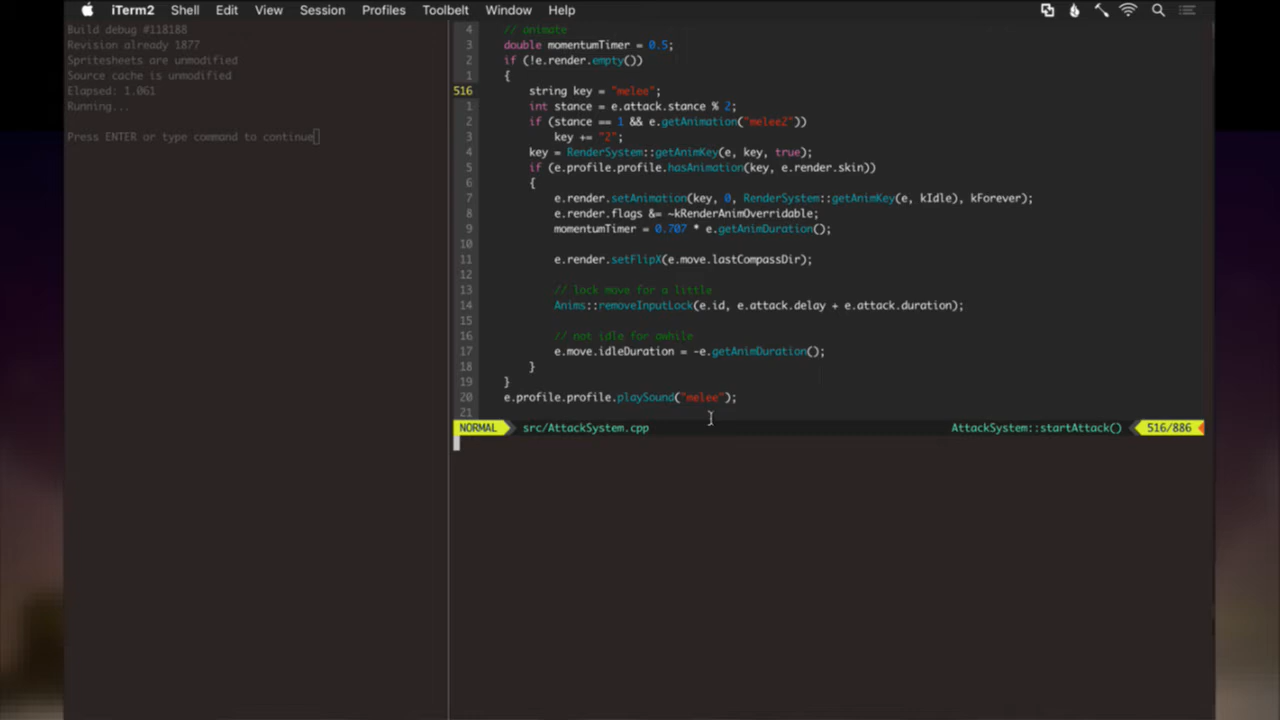 iTerm2 Shell Edit View Session Profiles Toolbelt Window Help
Build debug #118188
Revision already 1877
Spritesheets are unmodified
Source cache is unmodified
Elapsed: 1.061
Running...
Press ENTER or type command to continue
4 // animate
3 double momentumTimer = 0.5;
2 if (!e.render.empty())
1 {
516 string key = "melee";
1 int stance = e.attack.stance % 2;
2 if (stance == 1 && e.getAnimation("melee2"))
3 key += "2";
4 key = RenderSystem::getAnimKey(e, key, true);
5 if (e.profile.profile.hasAnimation(key, e.render.skin))
6 {
7 e.render.setAnimation(key, 0, RenderSystem::getAnimKey(e, kIdle), kForever);
8 e.render.flags &= ~kRenderAnimOverridable;
9 momentumTimer = 0.707 * e.getAnimDuration();
10
11 e.render.setFlipX(e.move.lastCompassDir);
12
13 // lock move for a little
14 Anims::removeInputLock(e.id, e.attack.delay + e.attack.duration);
15
16 // not idle for awhile
17 e.move.idleDuration = -e.getAnimDuration();
18 }
19 }
20 e.profile.profile.playSound("melee");
21
NORMAL src/AttackSystem.cpp AttackSystem::startAttack() 516/886